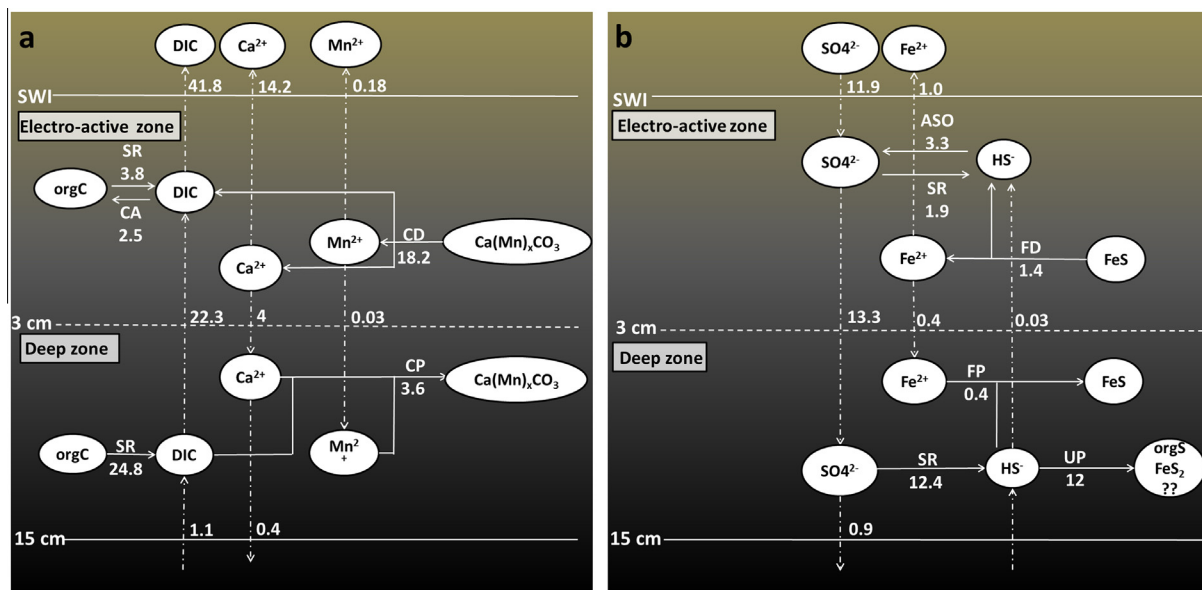 a
DIC
Ca²⁺
Mn²⁺
41.8
14.2
0.18
SWI
Electro-active zone
SR
3.8
orgC
DIC
CA
2.5
Mn²⁺
CD
18.2
Ca(Mn)ₓCO₃
Ca²⁺
3 cm
22.3
4
0.03
Deep zone
Ca²⁺
CP
3.6
Ca(Mn)ₓCO₃
orgC
SR
24.8
DIC
Mn²
+
1.1
0.4
15 cm
b
SO4²⁻
Fe²⁺
11.9
1.0
SWI
Electro-active zone
ASO
3.3
SO4²⁻
HS⁻
SR
1.9
Fe²⁺
FD
1.4
FeS
3 cm
13.3
0.4
0.03
Deep zone
Fe²⁺
FP
0.4
FeS
SO4²⁻
SR
12.4
HS⁻
UP
12
orgS
FeS₂
??
0.9
15 cm